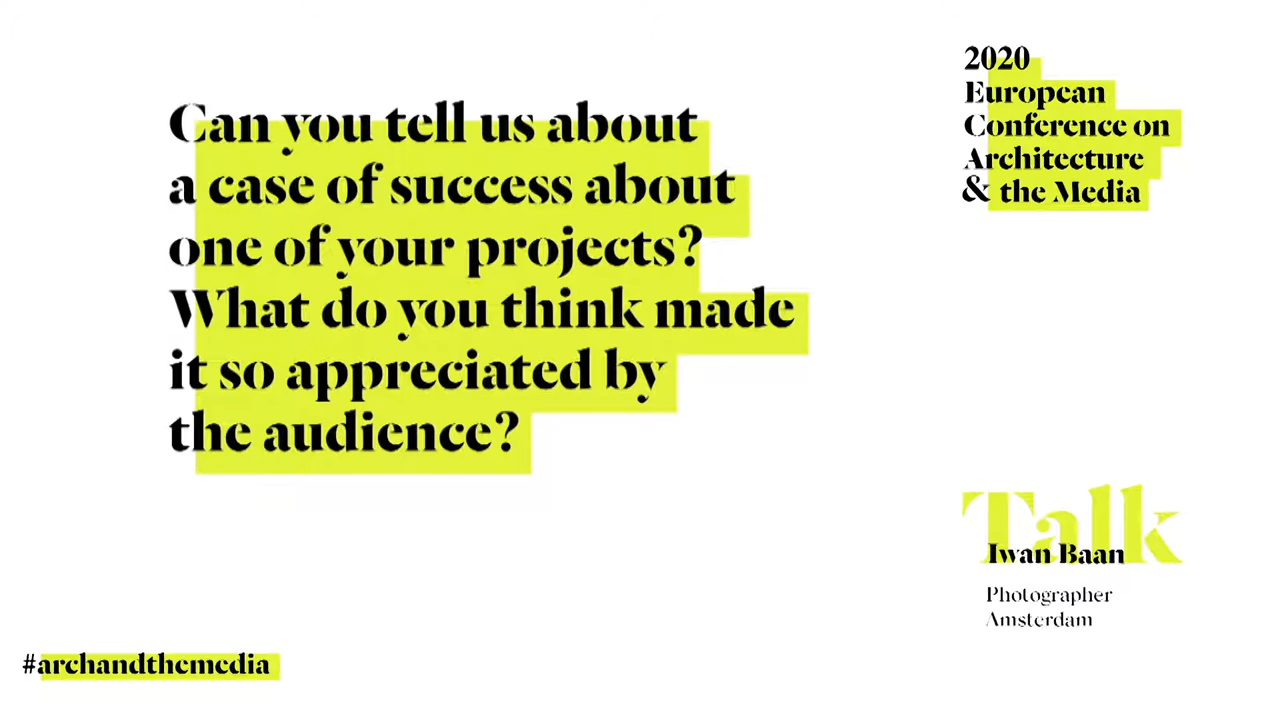 Can you tell us about
a case of success about
one of your projects?
What do you think made
it so appreciated by
the audience?
2020
European
Conference on
Architecture
& the Media
Talk
Iwan Baan
Photographer
Amsterdam
#archandthemedia